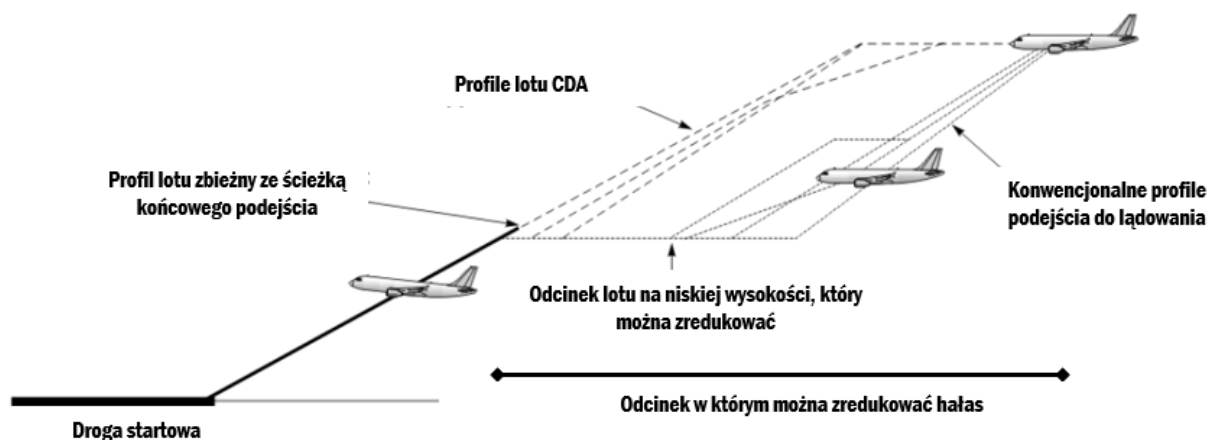 Profile lotu CDA
Profil lotu zbieżny ze ścieżką
końcowego podejścia
Konwencjonalne profile
podejścia do lądowania
Odcinek lotu na niskiej wysokości, który
można zredukować
Odcinek w którym można zredukować hałas
Droga startowa